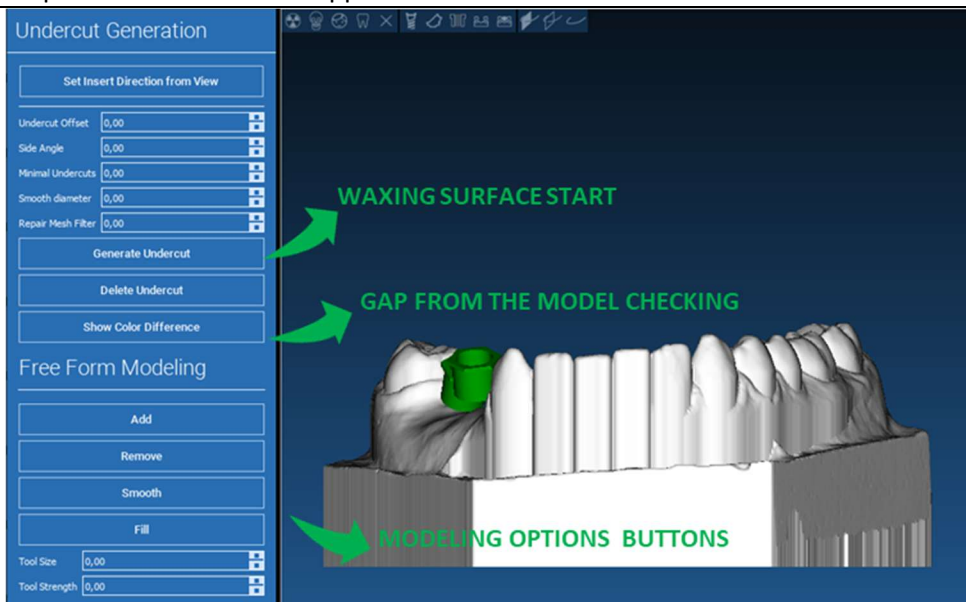 Undercut Generation
Set Insert Direction from View
Undercut Offset 0,00
Side Angle 0,00
Minimal Undercuts 0,00
Smooth diameter 0,00
Repair Mesh Filter 0,00
WAXING SURFACE START
Generate Undercut
Delete Undercut
GAP FROM THE MODEL CHECKING
Show Color Difference
Free Form Modeling
Add
Remove
Smooth
Fill
MODELING OPTIONS BUTTONS
Tool Size 0,00
Tool Strength 0,00